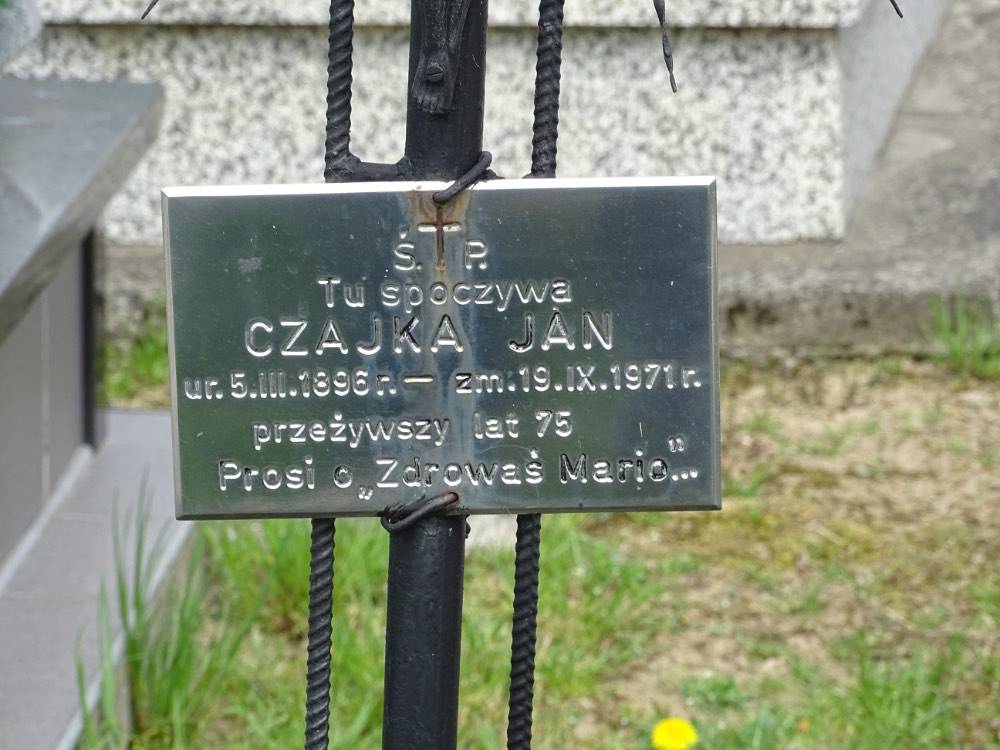 Ś. P.
Tu spoczywa
CZAJKA JAN
ur. 5.III.1896 r. – zm. 19.IX.1971 r.
przeżywszy lat 75
Prosi o „Zdrowaś Mario”...